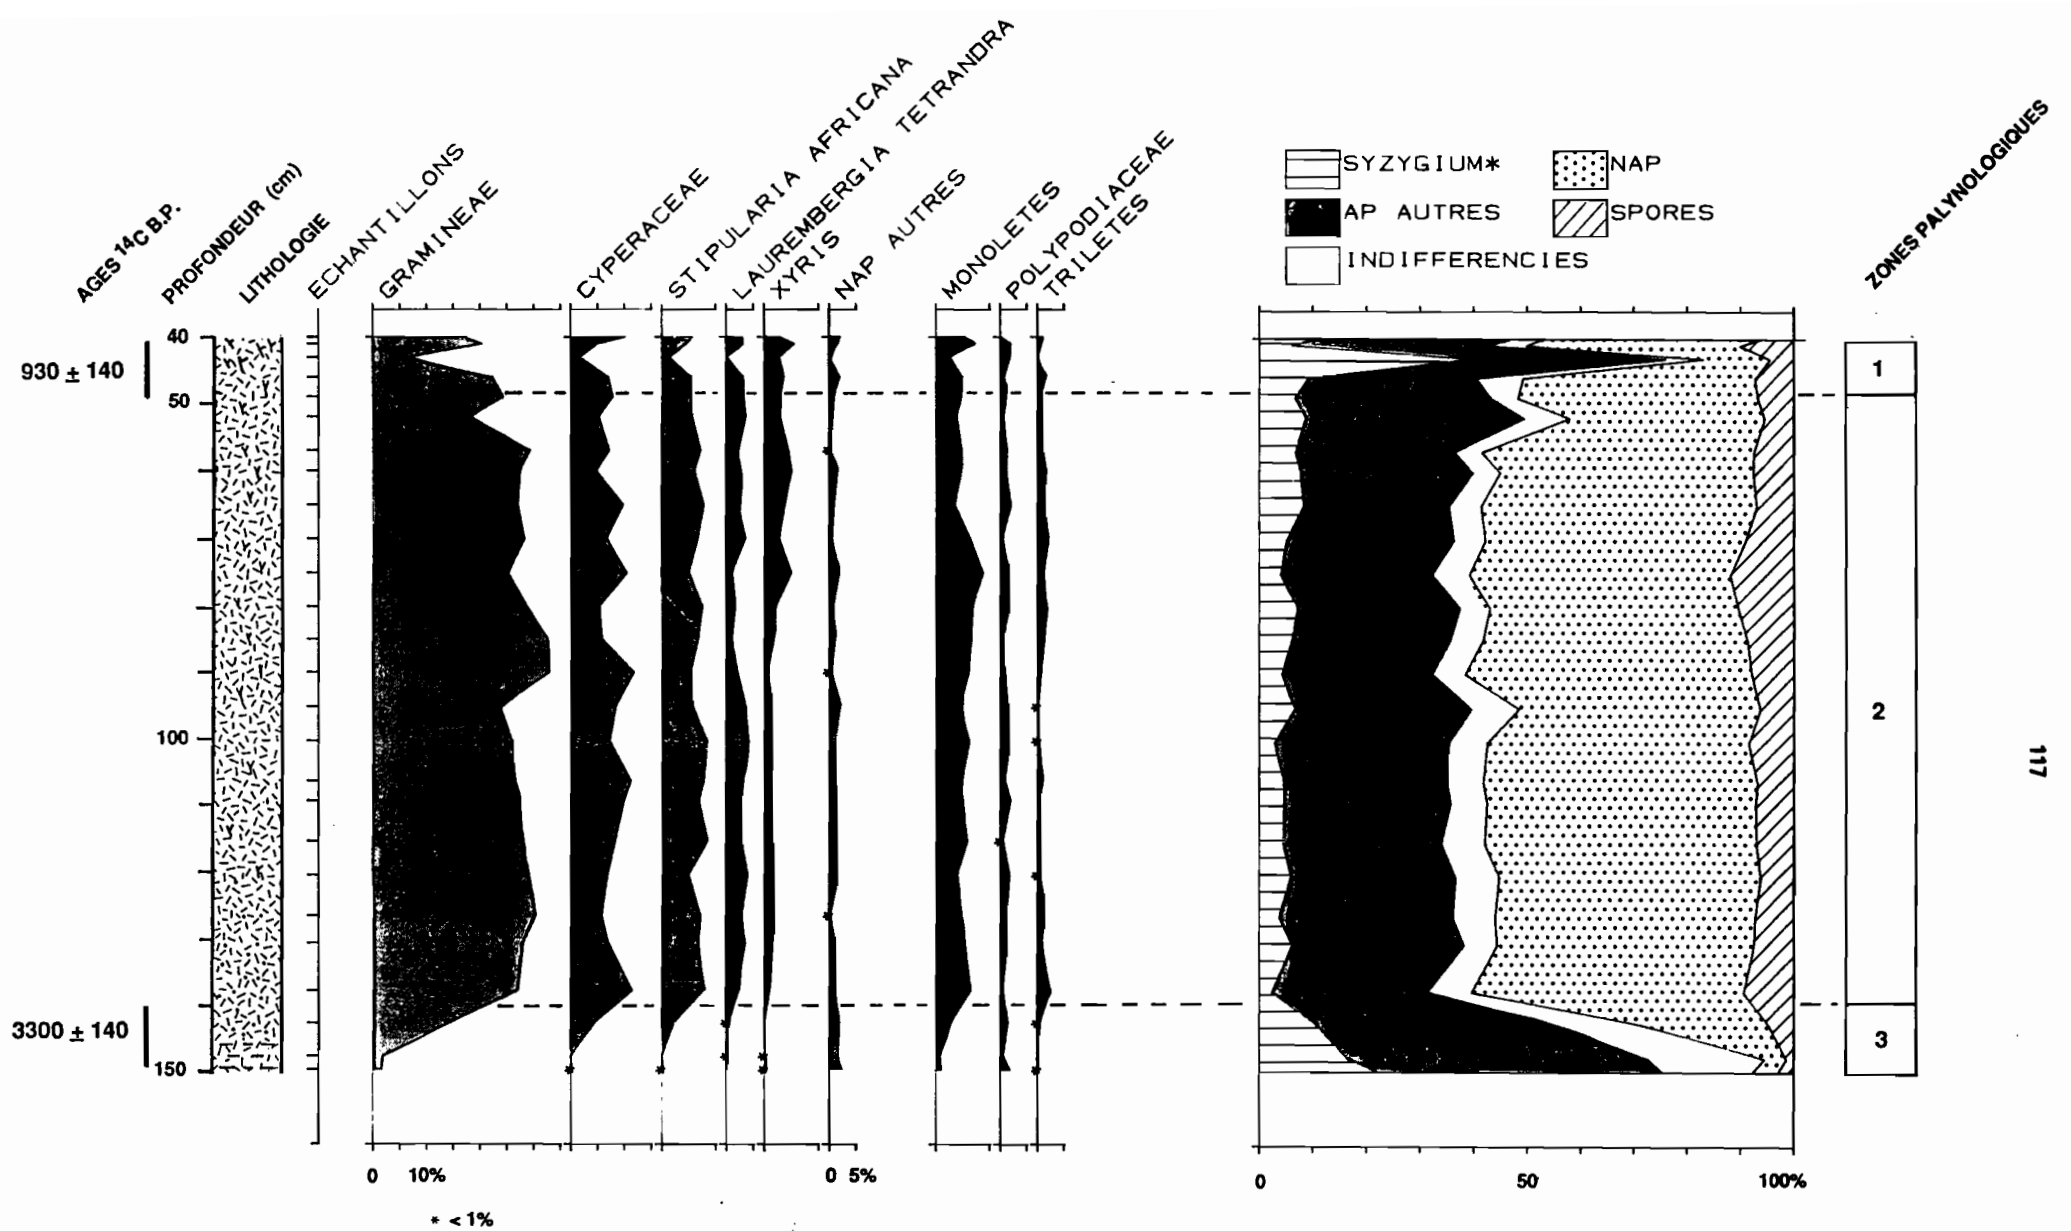 AGES 14C B.P.
PROFONDEUR (cm)
LITHOLOGIE
ECHANTILLONS
GRAMINEAE
CYPERACEAE
STIPULARIA AFRICANA
LAUREMBERGIA TETRANDRA
XYRIS
NAP AUTRES
MONOLETES
POLYPODIACEAE
TRILETES
SYZYGIUM*
NAP
AP AUTRES
SPORES
INDIFFERENCIES
ZONES PALYNOLOGIQUES
40
930 ± 140
50
100
3300 ± 140
150
1
2
3
0 10%
0 5%
0 50 100%
* < 1%
117